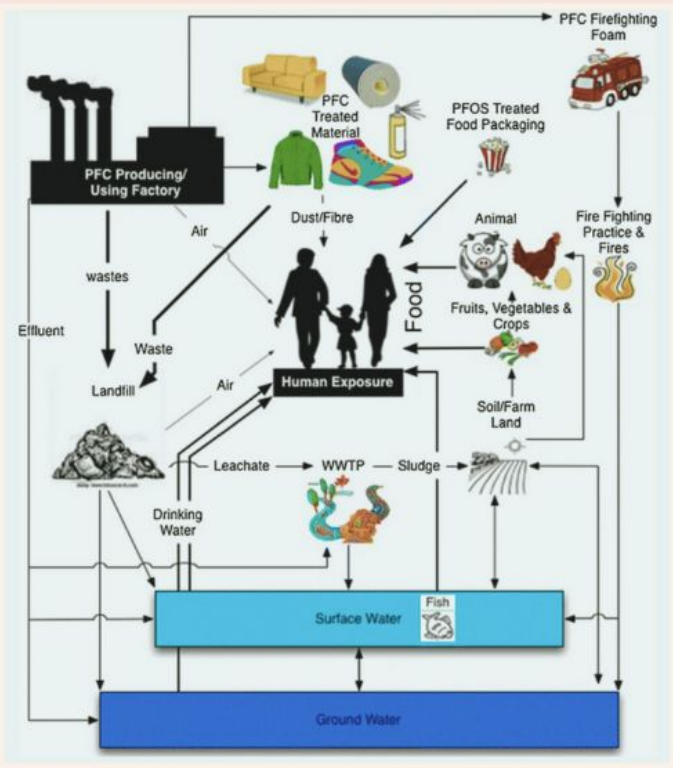 PFC Firefighting
Foam
PFC
Treated
Material
PFOS Treated
Food Packaging
PFC Producing/
Using Factory
Dust/Fibre
Animal
Fire Fighting
Practice &
Fires
Air
wastes
Food
Fruits, Vegetables &
Crops
Effluent
Waste
Landfill
Air
Human Exposure
Soil/Farm
Land
Leachate
WWTP
Sludge
Drinking
Water
Fish
Surface Water
Ground Water